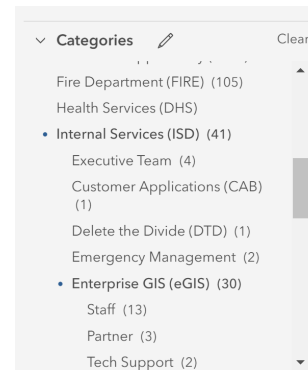 Categories
Clear
Fire Department (FIRE) (105)
Health Services (DHS)
Internal Services (ISD) (41)
Executive Team (4)
Customer Applications (CAB)
(1)
Delete the Divide (DTD) (1)
Emergency Management (2)
Enterprise GIS (eGIS) (30)
Staff (13)
Partner (3)
Tech Support (2)